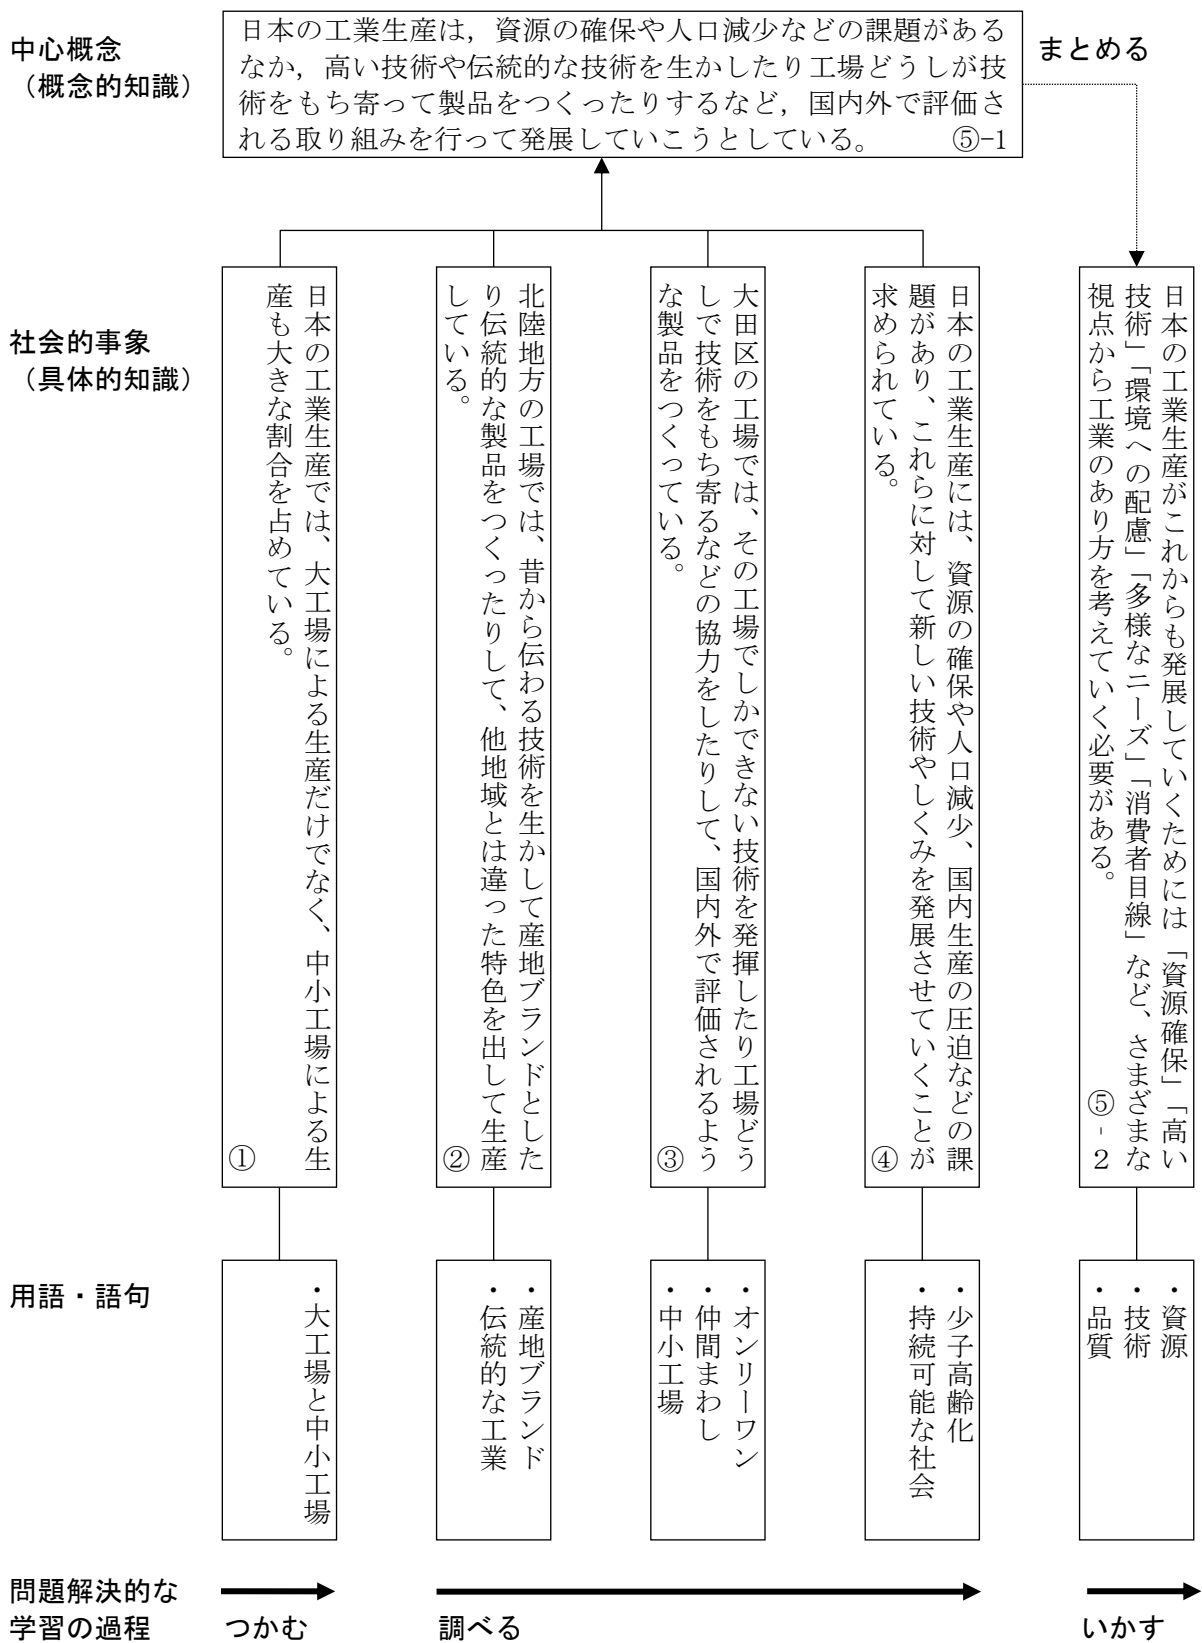 中心概念
（概念的知識）
日本の工業生産は，資源の確保や人口減少などの課題がある
なか，高い技術や伝統的な技術を生かしたり工場どうしが技
術をもち寄って製品をつくったりするなど，国内外で評価さ
れる取り組みを行って発展していこうとしている。 ⑤-1
まとめる
社会的事象
（具体的知識）
日本の工業生産では、大工場による生産だけでなく、中小工場による生
産も大きな割合を占めている。
①
北陸地方の工場では、昔から伝わる技術を生かして産地ブランドとした
り伝統的な製品をつくったりして、他地域とは違った特色を出して生産
している。 ②
大田区の工場では、その工場でしかできない技術を発揮したり工場どう
しで技術をもち寄るなどの協力をしたりして、国内外で評価されるよう
な製品をつくっている。 ③
日本の工業生産には、資源の確保や人口減少、国内生産の圧迫などの課
題があり、これらに対して新しい技術やしくみを発展させていくことが
求められている。 ④
日本の工業生産がこれからも発展していくためには「資源確保」「高い
技術」「環境への配慮」「多様なニーズ」「消費者目線」など、さまざまな
視点から工業のあり方を考えていく必要がある。 ⑤-2
用語・語句
・大工場と中小工場
・産地ブランド
・伝統的な工業
・オンリーワン
・仲間まわし
・中小工場
・少子高齢化
・持続可能な社会
・資源
・技術
・品質
問題解決的な
学習の過程
つかむ
調べる
いかす